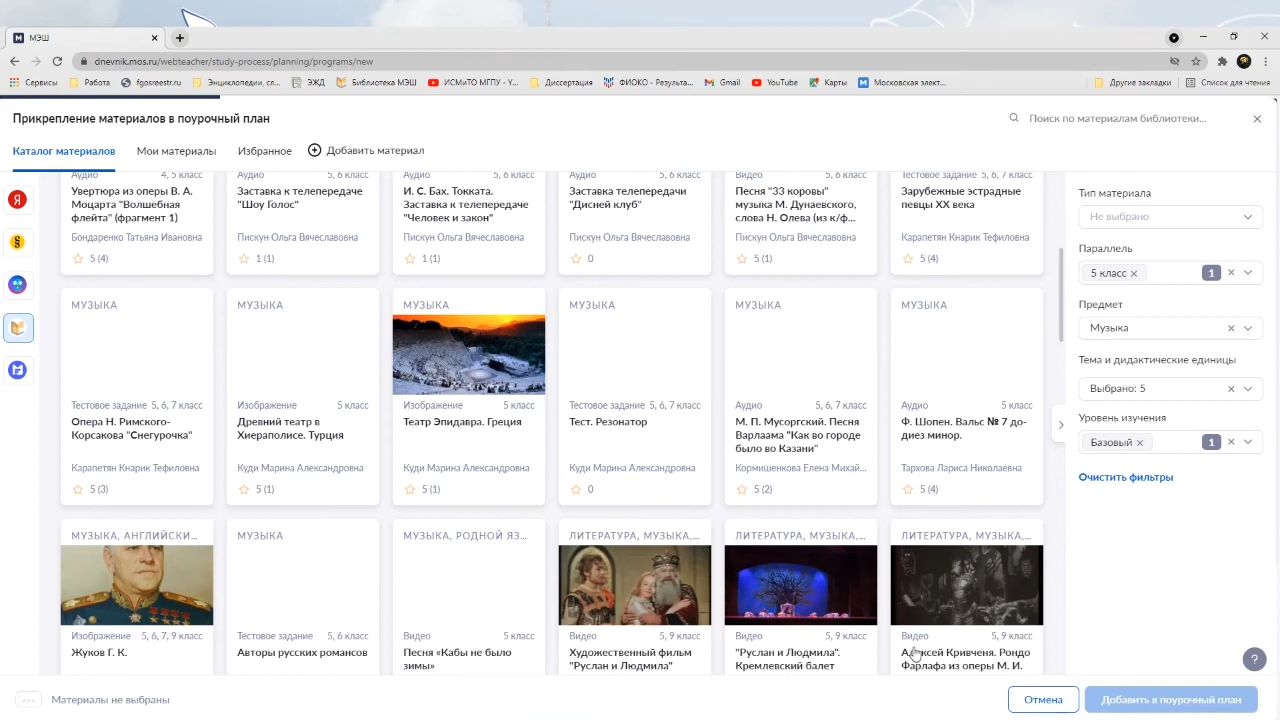 МЭШ
dnevnik.mos.ru/webteacher/study-process/planning/programs/new
Сервисы
Работа
fgosreestr.ru
Энциклопедии, сл...
ЭЖД
Библиотека МЭШ
ИСМиТО МГПУ - Y...
Диссертация
ФИОКО - Результа...
Gmail
YouTube
Карты
Московская элект...
Другие закладки
Список для чтения
Прикрепление материалов в поурочный план
Поиск по материалам библиотеки...
Каталог материалов
Мои материалы
Избранное
Добавить материал
Аудио 4, 5 класс
Увертюра из оперы В. А.
Моцарта "Волшебная
флейта" (фрагмент 1)
Бондаренко Татьяна Ивановна
5 (4)
Аудио 5, 6 класс
Заставка к телепередаче
"Шоу Голос"
Пискун Ольга Вячеславовна
1 (1)
Аудио 5, 6 класс
И. С. Бах. Токката.
Заставка к телепередаче
"Человек и закон"
Пискун Ольга Вячеславовна
1 (1)
Аудио 5, 6 класс
Заставка телепередачи
"Дисней клуб"
Пискун Ольга Вячеславовна
0
Видео 5, 6 класс
Песня "33 коровы"
музыка М. Дунаевского,
слова Н. Олева (из к/ф...
Пискун Ольга Вячеславовна
5 (1)
Тестовое задание 5, 6, 7 класс
Зарубежные эстрадные
певцы XX века
Карапетян Кнарик Тефиловна
5 (4)
МУЗЫКА
Тестовое задание 5, 6, 7 класс
Опера Н. Римского-
Корсакова "Снегурочка"
Карапетян Кнарик Тефиловна
5 (3)
МУЗЫКА
Изображение 5 класс
Древний театр в
Хиераполисе. Турция
Куди Марина Александровна
5 (1)
МУЗЫКА
Изображение 5 класс
Театр Эпидавра. Греция
Куди Марина Александровна
5 (1)
МУЗЫКА
Тестовое задание 5, 6, 7 класс
Тест. Резонатор
Куди Марина Александровна
0
МУЗЫКА
Аудио 5, 6, 7 класс
М. П. Мусоргский. Песня
Варлаама "Как во городе
было во Казани"
Кормишенкова Елена Михай...
5 (2)
МУЗЫКА
Аудио 5 класс
Ф. Шопен. Вальс № 7 до-
диез минор.
Тархова Лариса Николаевна
5 (4)
МУЗЫКА, АНГЛИЙСКИ...
Изображение 5, 6, 7, 9 класс
Жуков Г. К.
МУЗЫКА
Тестовое задание 5, 6 класс
Авторы русских романсов
МУЗЫКА, РОДНОЙ ЯЗ...
Видео 5 класс
Песня «Кабы не было
зимы»
ЛИТЕРАТУРА, МУЗЫКА,...
Видео 5, 9 класс
Художественный фильм
"Руслан и Людмила"
ЛИТЕРАТУРА, МУЗЫКА,...
Видео 5, 9 класс
"Руслан и Людмила".
Кремлевский балет
ЛИТЕРАТУРА, МУЗЫКА,...
Видео 5, 9 класс
Алексей Кривченя. Рондо
Фарлафа из оперы М. И.
Тип материала
Не выбрано
Параллель
5 класс
1
Предмет
Музыка
Тема и дидактические единицы
Выбрано: 5
Уровень изучения
Базовый
1
Очистить фильтры
Материалы не выбраны
Отмена
Добавить в поурочный план